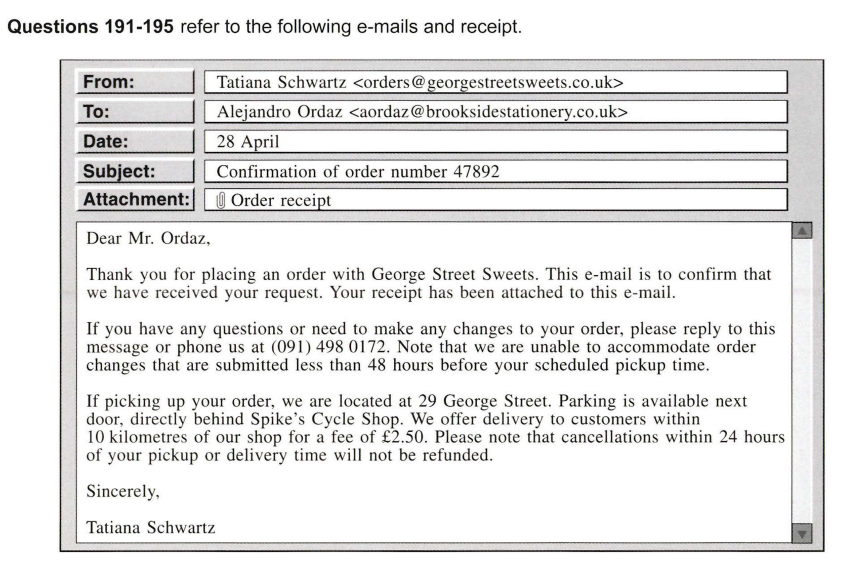 Questions 191-195 refer to the following e-mails and receipt.
From: Tatiana Schwartz <orders@georgestreetsweets.co.uk>
To: Alejandro Ordaz <aordaz@brooksidestationery.co.uk>
Date: 28 April
Subject: Confirmation of order number 47892
Attachment: Order receipt
Dear Mr. Ordaz,
Thank you for placing an order with George Street Sweets. This e-mail is to confirm that
we have received your request. Your receipt has been attached to this e-mail.
If you have any questions or need to make any changes to your order, please reply to this
message or phone us at (091) 498 0172. Note that we are unable to accommodate order
changes that are submitted less than 48 hours before your scheduled pickup time.
If picking up your order, we are located at 29 George Street. Parking is available next
door, directly behind Spike's Cycle Shop. We offer delivery to customers within
10 kilometres of our shop for a fee of £2.50. Please note that cancellations within 24 hours
of your pickup or delivery time will not be refunded.
Sincerely,
Tatiana Schwartz